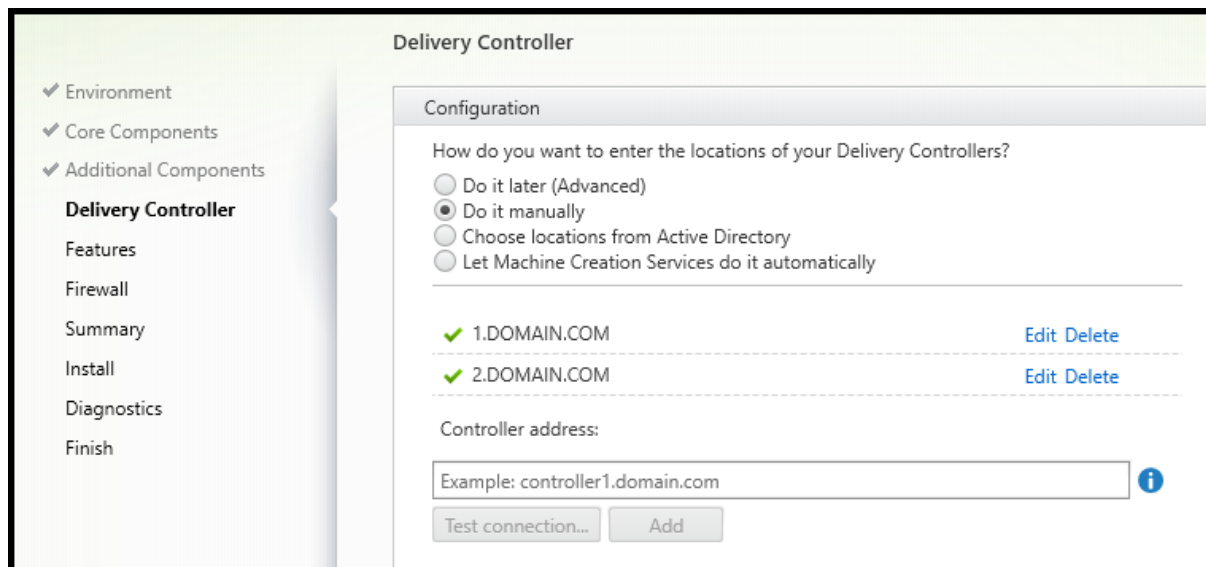 Delivery Controller
Environment
Core Components
Additional Components
Delivery Controller
Features
Firewall
Summary
Install
Diagnostics
Finish
Configuration
How do you want to enter the locations of your Delivery Controllers?
Do it later (Advanced)
Do it manually
Choose locations from Active Directory
Let Machine Creation Services do it automatically
1.DOMAIN.COM Edit Delete
2.DOMAIN.COM Edit Delete
Controller address:
Example: controller1.domain.com
Test connection... Add